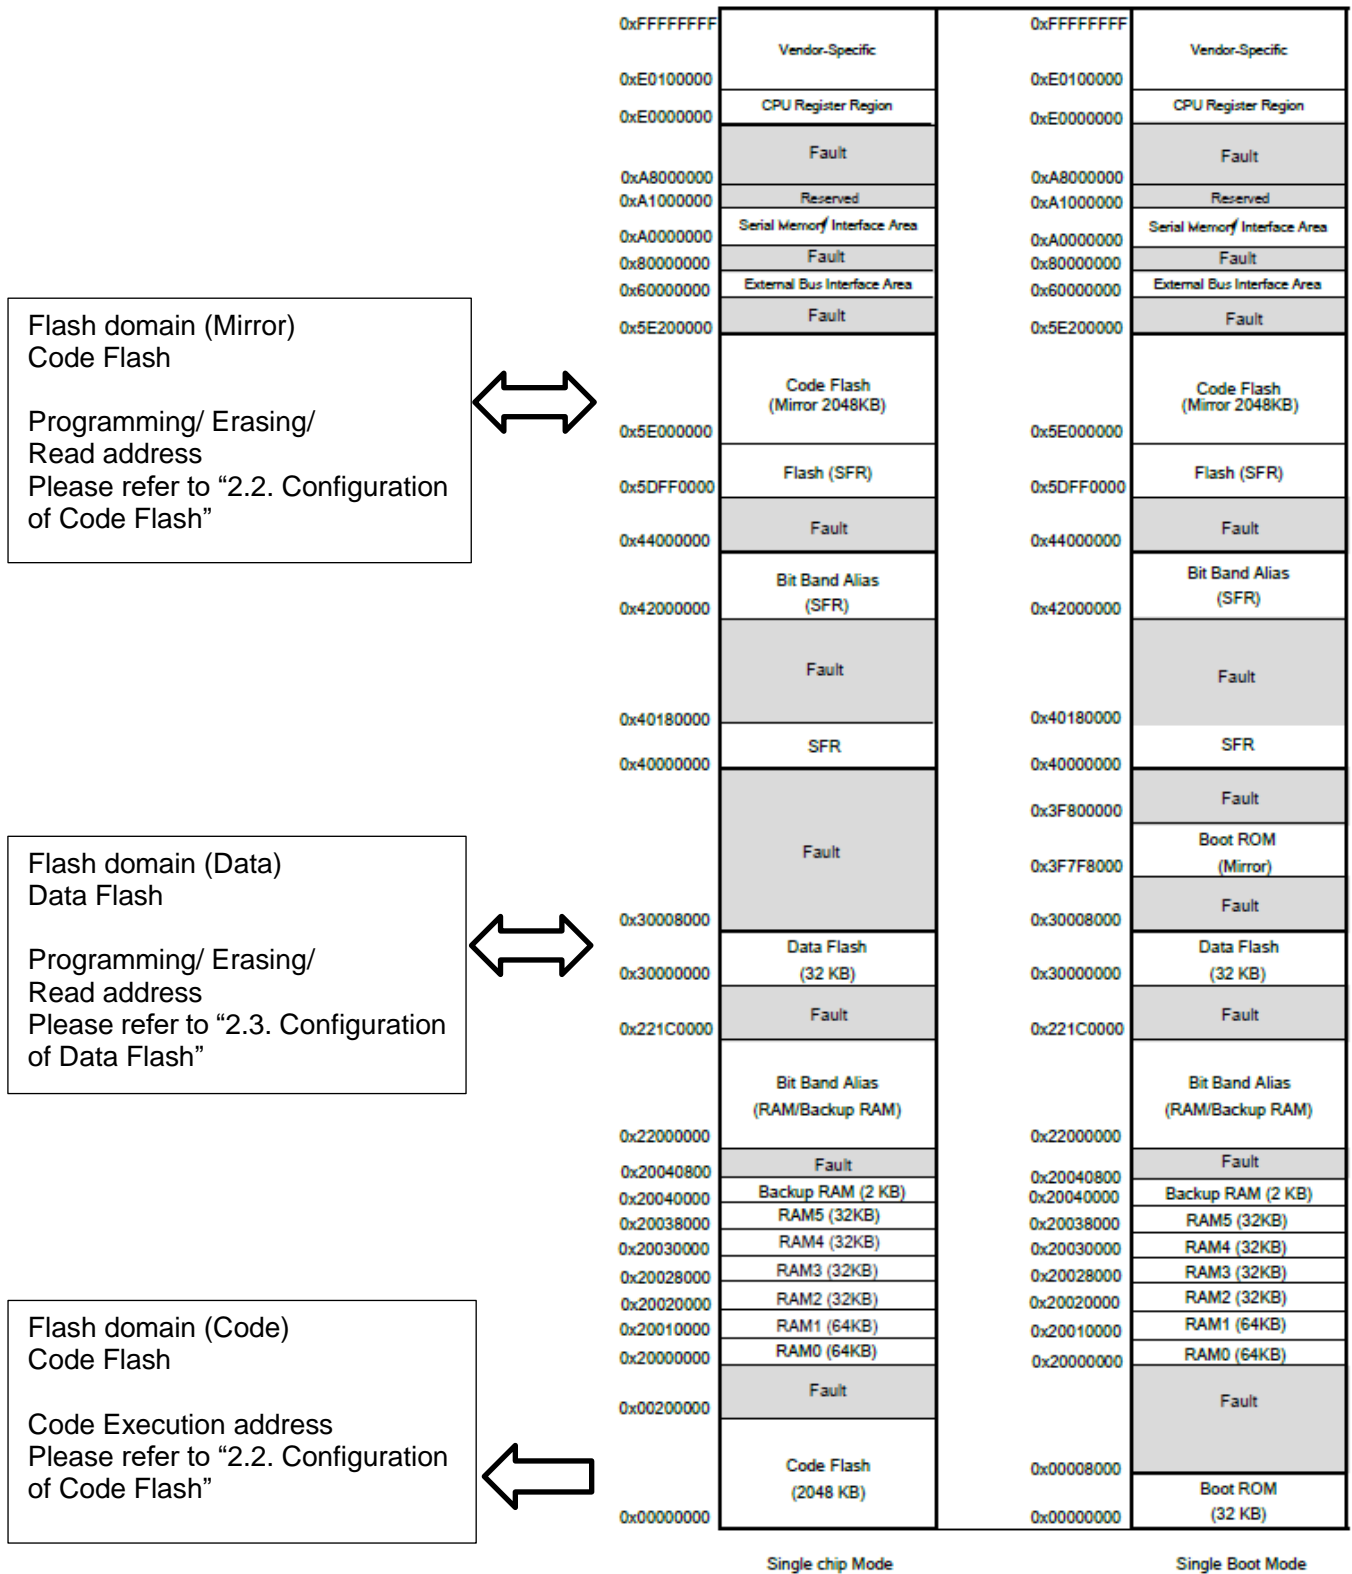 0xFFFFFFFF
Vendor-Specific
0xE0100000
CPU Register Region
0xE0000000
Fault
0xA8000000
0xA1000000
Reserved
Serial Memory Interface Area
0xA0000000
Fault
0x80000000
External Bus Interface Area
0x60000000
Fault
0x5E200000
Code Flash
(Mirror 2048KB)
0x5E000000
Flash (SFR)
0x5DFF0000
Fault
0x44000000
Bit Band Alias
(SFR)
0x42000000
Fault
0x40180000
SFR
0x40000000
Fault
0x30008000
Data Flash
(32 KB)
0x30000000
Fault
0x221C0000
Bit Band Alias
(RAM/Backup RAM)
0x22000000
Fault
0x20040800
Backup RAM (2 KB)
0x20040000
RAM5 (32KB)
0x20038000
RAM4 (32KB)
0x20030000
RAM3 (32KB)
0x20028000
RAM2 (32KB)
0x20020000
RAM1 (64KB)
0x20010000
RAM0 (64KB)
0x20000000
Fault
0x00200000
Code Flash
(2048 KB)
0x00000000
Single chip Mode
0xFFFFFFFF
Vendor-Specific
0xE0100000
CPU Register Region
0xE0000000
Fault
0xA8000000
0xA1000000
Reserved
Serial Memory Interface Area
0xA0000000
Fault
0x80000000
External Bus Interface Area
0x60000000
Fault
0x5E200000
Code Flash
(Mirror 2048KB)
0x5E000000
Flash (SFR)
0x5DFF0000
Fault
0x44000000
Bit Band Alias
(SFR)
0x42000000
Fault
0x40180000
SFR
0x40000000
Fault
0x3F800000
Boot ROM
(Mirror)
0x3F7F8000
Fault
0x30008000
Data Flash
(32 KB)
0x30000000
Fault
0x221C0000
Bit Band Alias
(RAM/Backup RAM)
0x22000000
Fault
0x20040800
Backup RAM (2 KB)
0x20040000
RAM5 (32KB)
0x20038000
RAM4 (32KB)
0x20030000
RAM3 (32KB)
0x20028000
RAM2 (32KB)
0x20020000
RAM1 (64KB)
0x20010000
RAM0 (64KB)
0x20000000
Fault
0x00008000
Boot ROM
(32 KB)
0x00000000
Single Boot Mode
Flash domain (Mirror)
Code Flash
Programming/ Erasing/
Read address
Please refer to “2.2. Configuration
of Code Flash”
Flash domain (Data)
Data Flash
Programming/ Erasing/
Read address
Please refer to “2.3. Configuration
of Data Flash”
Flash domain (Code)
Code Flash
Code Execution address
Please refer to “2.2. Configuration
of Code Flash”